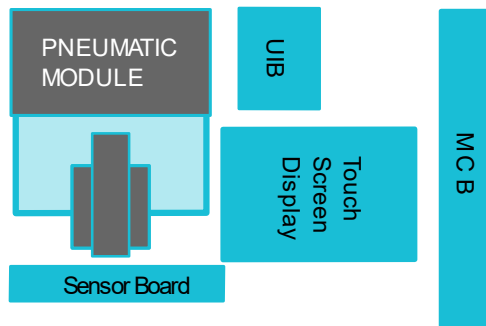 PNEUMATIC
MODULE
UIB
Touch
Screen
Display
M C B
Sensor Board